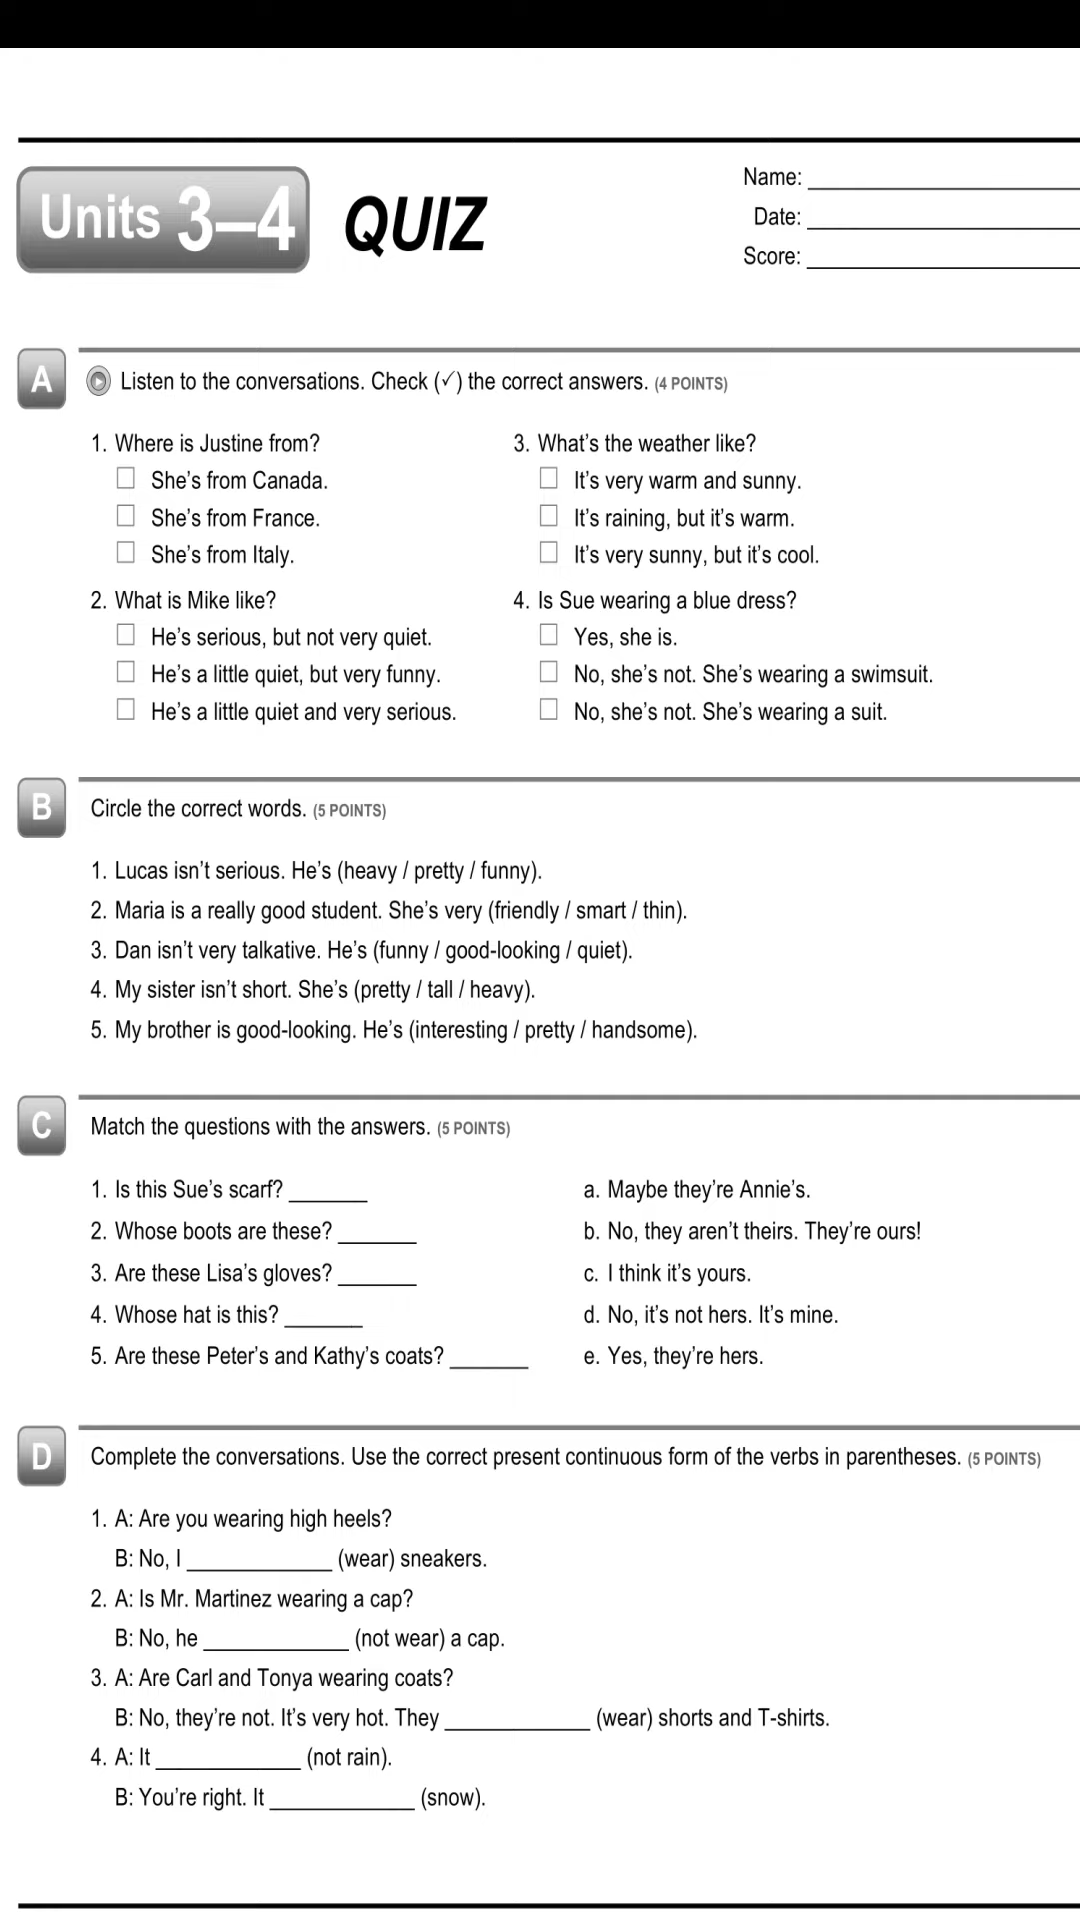 Units 3–4 QUIZ
Name:
Date:
Score:
A Listen to the conversations. Check (✓) the correct answers. (4 POINTS)
1. Where is Justine from?
She’s from Canada.
She’s from France.
She’s from Italy.
2. What is Mike like?
He’s serious, but not very quiet.
He’s a little quiet, but very funny.
He’s a little quiet and very serious.
3. What’s the weather like?
It’s very warm and sunny.
It’s raining, but it’s warm.
It’s very sunny, but it’s cool.
4. Is Sue wearing a blue dress?
Yes, she is.
No, she’s not. She’s wearing a swimsuit.
No, she’s not. She’s wearing a suit.
B Circle the correct words. (5 POINTS)
1. Lucas isn’t serious. He’s (heavy / pretty / funny).
2. Maria is a really good student. She’s very (friendly / smart / thin).
3. Dan isn’t very talkative. He’s (funny / good-looking / quiet).
4. My sister isn’t short. She’s (pretty / tall / heavy).
5. My brother is good-looking. He’s (interesting / pretty / handsome).
C Match the questions with the answers. (5 POINTS)
1. Is this Sue’s scarf? ______
2. Whose boots are these? ______
3. Are these Lisa’s gloves? ______
4. Whose hat is this? ______
5. Are these Peter’s and Kathy’s coats? ______
a. Maybe they’re Annie’s.
b. No, they aren’t theirs. They’re ours!
c. I think it’s yours.
d. No, it’s not hers. It’s mine.
e. Yes, they’re hers.
D Complete the conversations. Use the correct present continuous form of the verbs in parentheses. (5 POINTS)
1. A: Are you wearing high heels?
B: No, I ____________ (wear) sneakers.
2. A: Is Mr. Martinez wearing a cap?
B: No, he ____________ (not wear) a cap.
3. A: Are Carl and Tonya wearing coats?
B: No, they’re not. It’s very hot. They ____________ (wear) shorts and T-shirts.
4. A: It ____________ (not rain).
B: You’re right. It ____________ (snow).